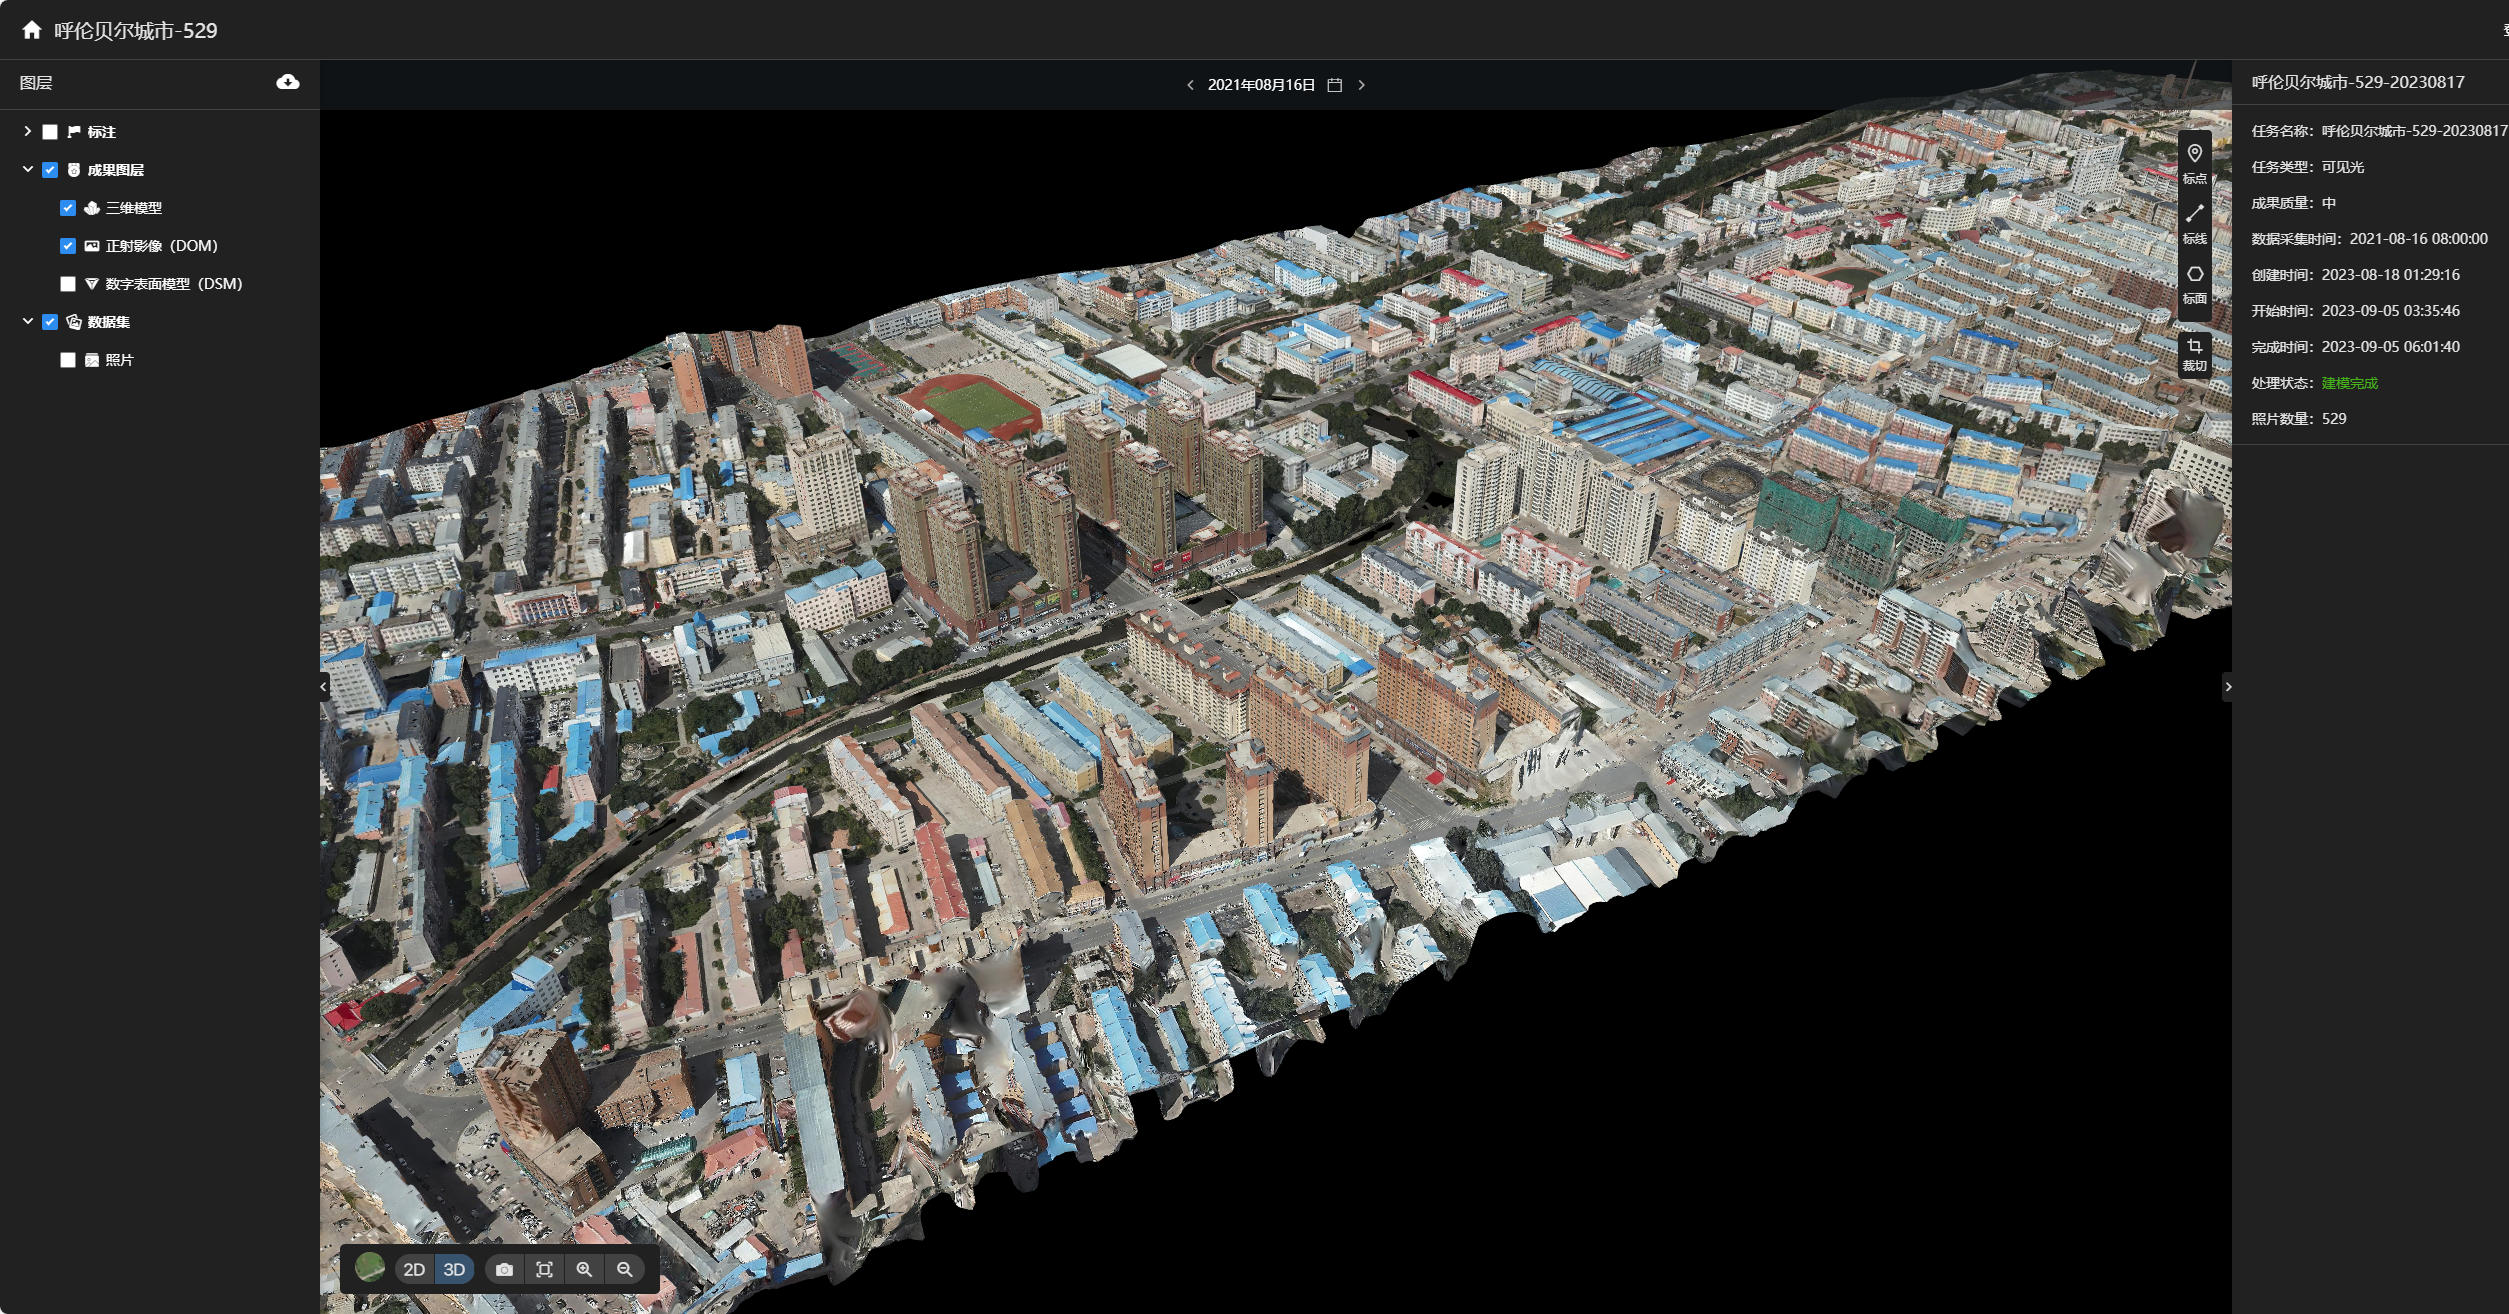 呼伦贝尔城市-529
图层
2021年08月16日
呼伦贝尔城市-529-20230817
标注
成果图层
三维模型
正射影像（DOM）
数字表面模型（DSM）
数据集
照片
标点
标线
标面
裁切
任务名称：呼伦贝尔城市-529-20230817
任务类型：可见光
成果质量：中
数据采集时间：2021-08-16 08:00:00
创建时间：2023-08-18 01:29:16
开始时间：2023-09-05 03:35:46
完成时间：2023-09-05 06:01:40
处理状态：建模完成
照片数量：529
2D
3D